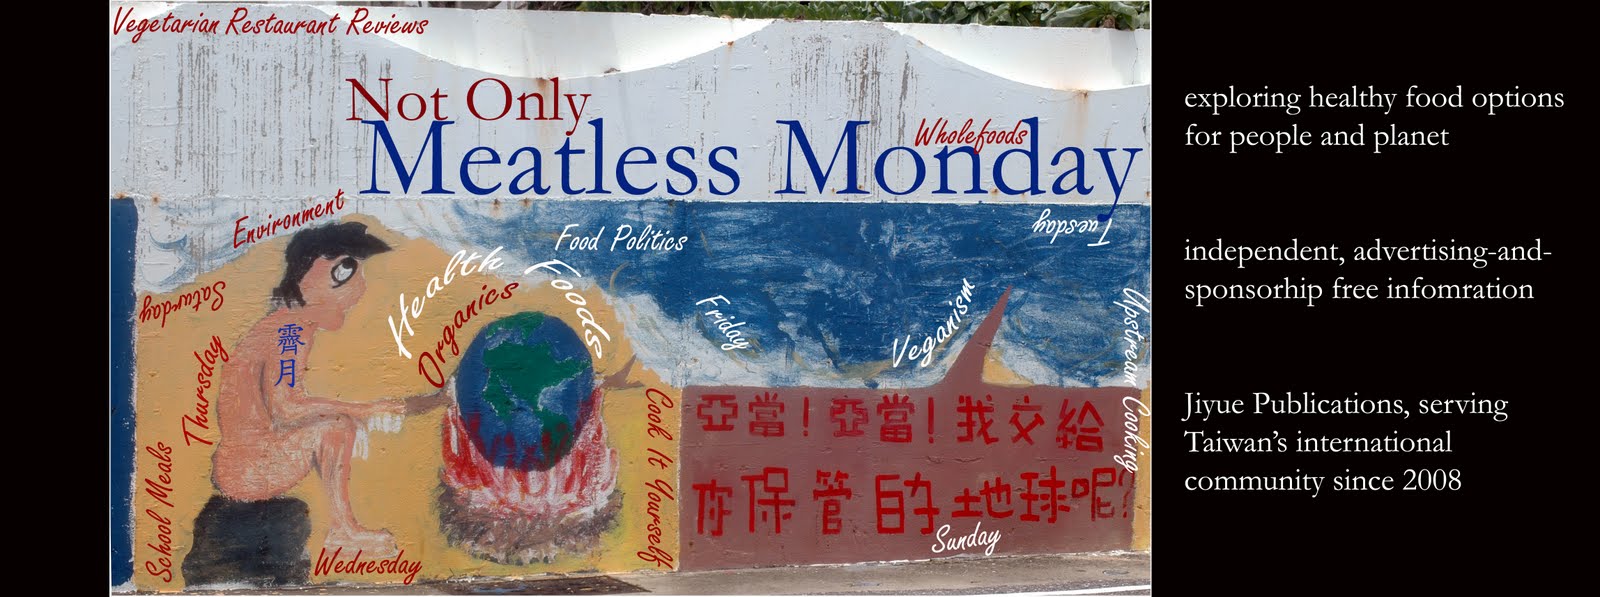 Vegetarian Restaurant Reviews
Not Only
Meatless Monday
Wholefoods
Environment
Food Politics
Tuesday
Health Foods
Organics
Saturday
霽月
Thursday
Friday
Veganism
Upstream Cooking
School Meals
Cook It Yourself
亞當！亞當！我交給
你保管的地球呢？
Sunday
Wednesday
exploring healthy food options
for people and planet
independent, advertising-and-
sponsorhip free infomration
Jiyue Publications, serving
Taiwan's international
community since 2008